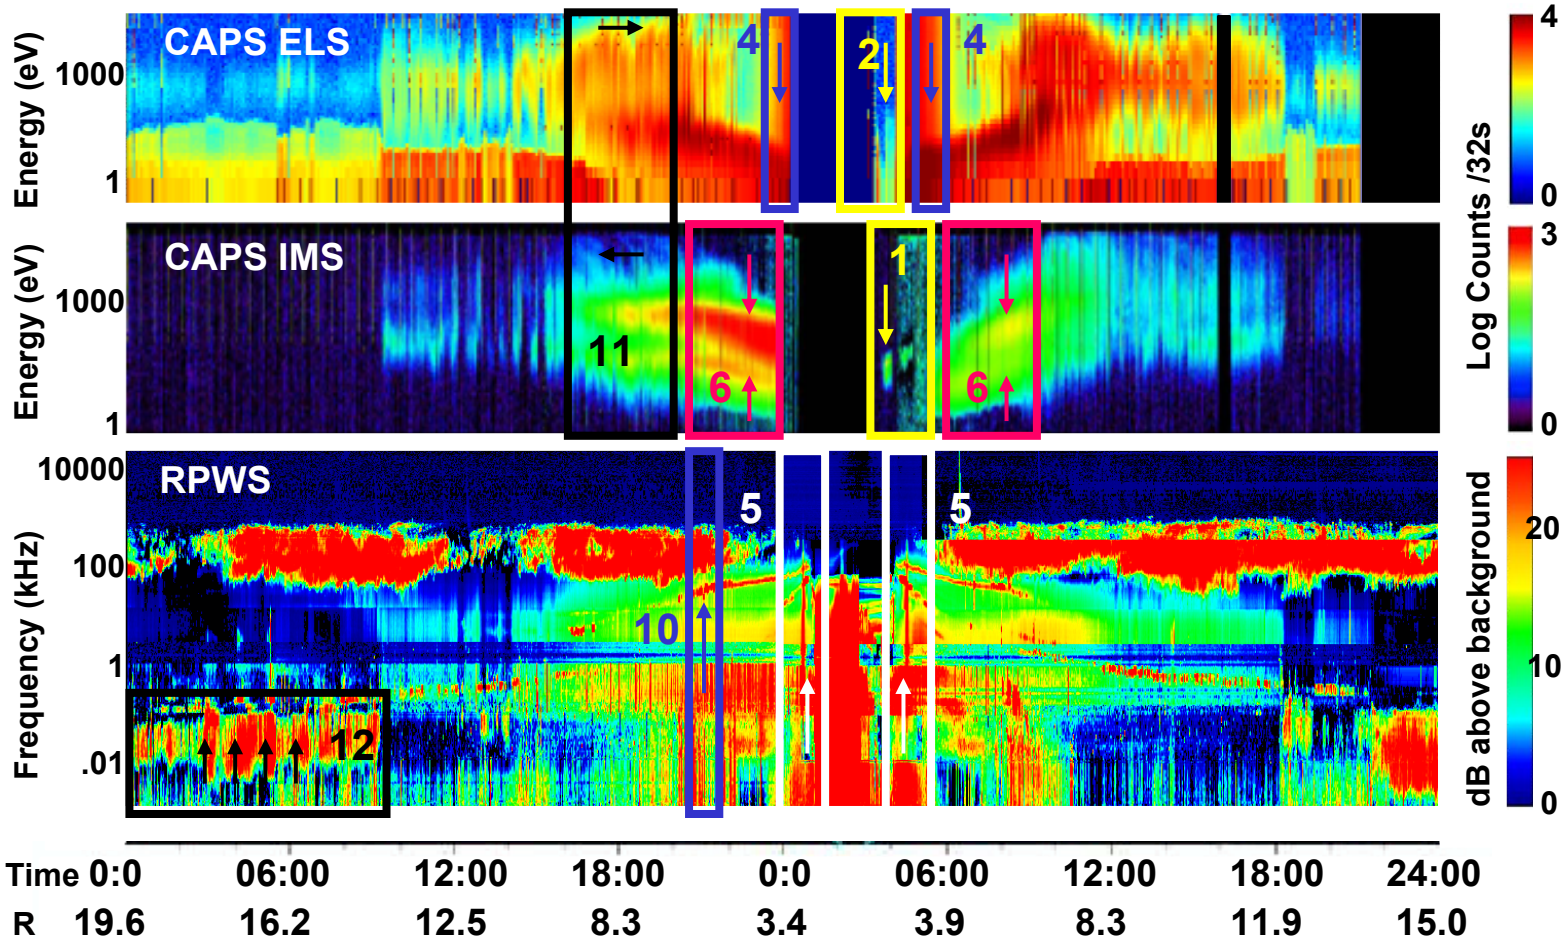 CAPS ELS
Energy (eV)
1000
1
4
2
4
4
0
CAPS IMS
Energy (eV)
1000
1
11
6
1
6
3
0
Log Counts /32s
RPWS
Frequency (kHz)
10000
100
1
.01
12
10
5
5
20
10
0
dB above background
Time 0:0 06:00 12:00 18:00 0:0 06:00 12:00 18:00 24:00
R 19.6 16.2 12.5 8.3 3.4 3.9 8.3 11.9 15.0